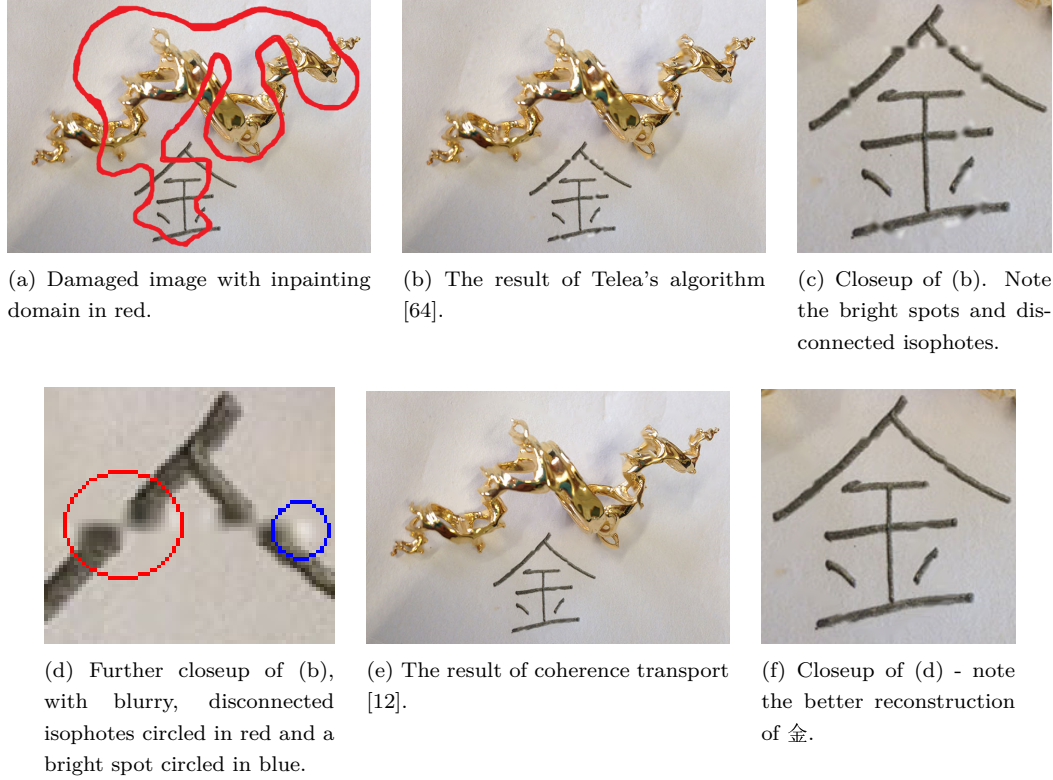 金
(a) Damaged image with inpainting
domain in red.
金
(b) The result of Telea's algorithm
[64].
金
(c) Closeup of (b). Note
the bright spots and dis-
connected isophotes.
(d) Further closeup of (b),
with blurry, disconnected
isophotes circled in red and a
bright spot circled in blue.
金
(e) The result of coherence transport
[12].
金
(f) Closeup of (d) - note
the better reconstruction
of 金.